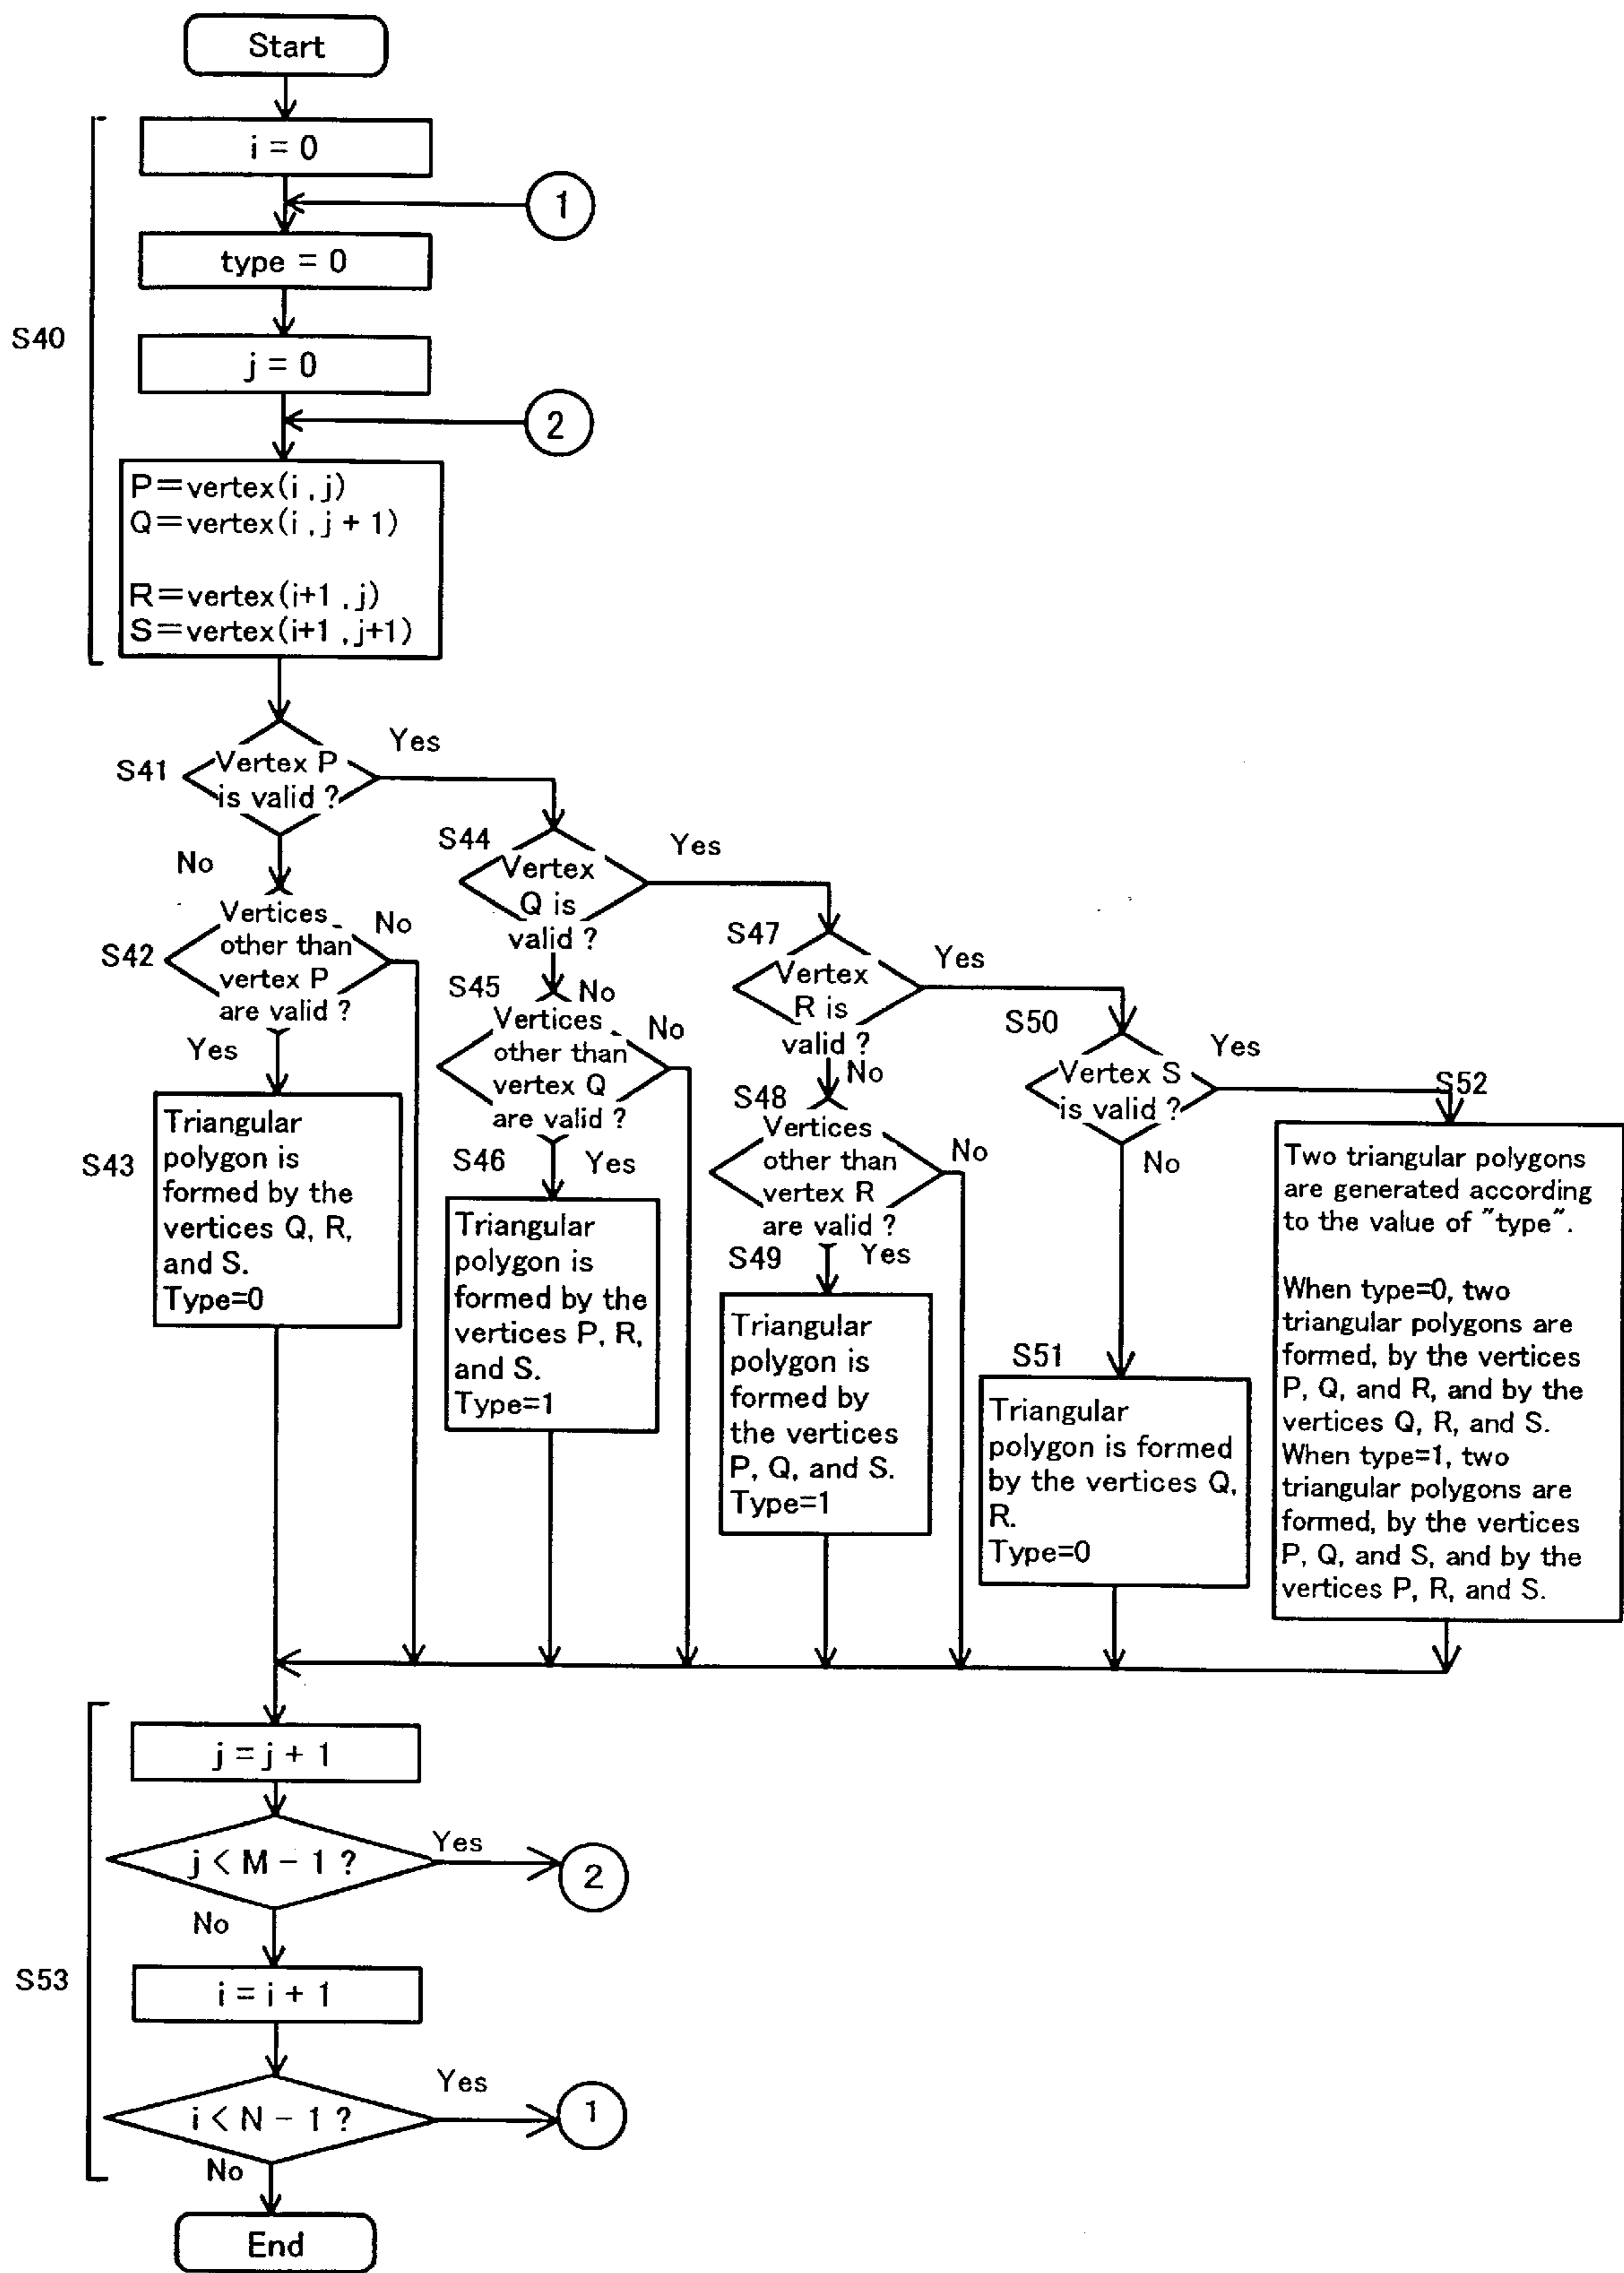 Start
i = 0
1
type = 0
S40
j = 0
2
P=vertex(i ,j)
Q=vertex(i ,j + 1)
R=vertex(i+1 ,j)
S=vertex(i+1 ,j+1)
S41
Vertex P
is valid ?
Yes
No
S42
Vertices
other than
vertex P
are valid ?
No
Yes
S43
Triangular
polygon is
formed by the
vertices Q, R,
and S.
Type=0
S44
Vertex
Q is
valid ?
Yes
No
S45
Vertices
other than
vertex Q
are valid ?
No
Yes
S46
Triangular
polygon is
formed by the
vertices P, R,
and S.
Type=1
S47
Vertex
R is
valid ?
Yes
No
S48
Vertices
other than
vertex R
are valid ?
No
Yes
S49
Triangular
polygon is
formed by
the vertices
P, Q, and S.
Type=1
S50
Vertex S
is valid ?
Yes
No
S51
Triangular
polygon is formed
by the vertices Q,
R.
Type=0
S52
Two triangular polygons
are generated according
to the value of "type".
When type=0, two
triangular polygons are
formed, by the vertices
P, Q, and R, and by the
vertices Q, R, and S.
When type=1, two
triangular polygons are
formed, by the vertices
P, Q, and S, and by the
vertices P, R, and S.
j = j + 1
j < M - 1 ?
Yes
2
No
S53
i = i + 1
i < N - 1 ?
Yes
1
No
End